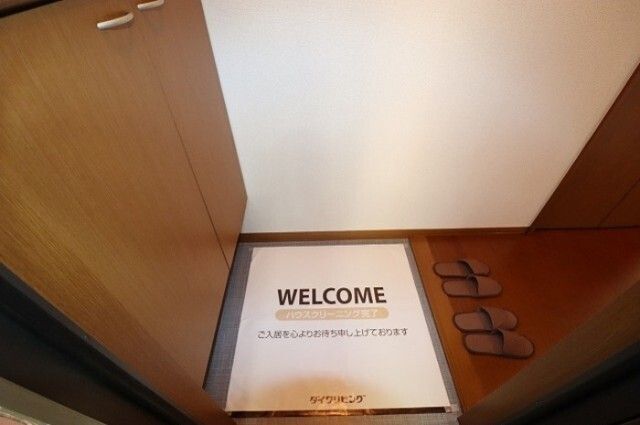 WELCOME
ハウスクリーニング完了
ご入居を心よりお待ち申し上げております
ダイワリビング